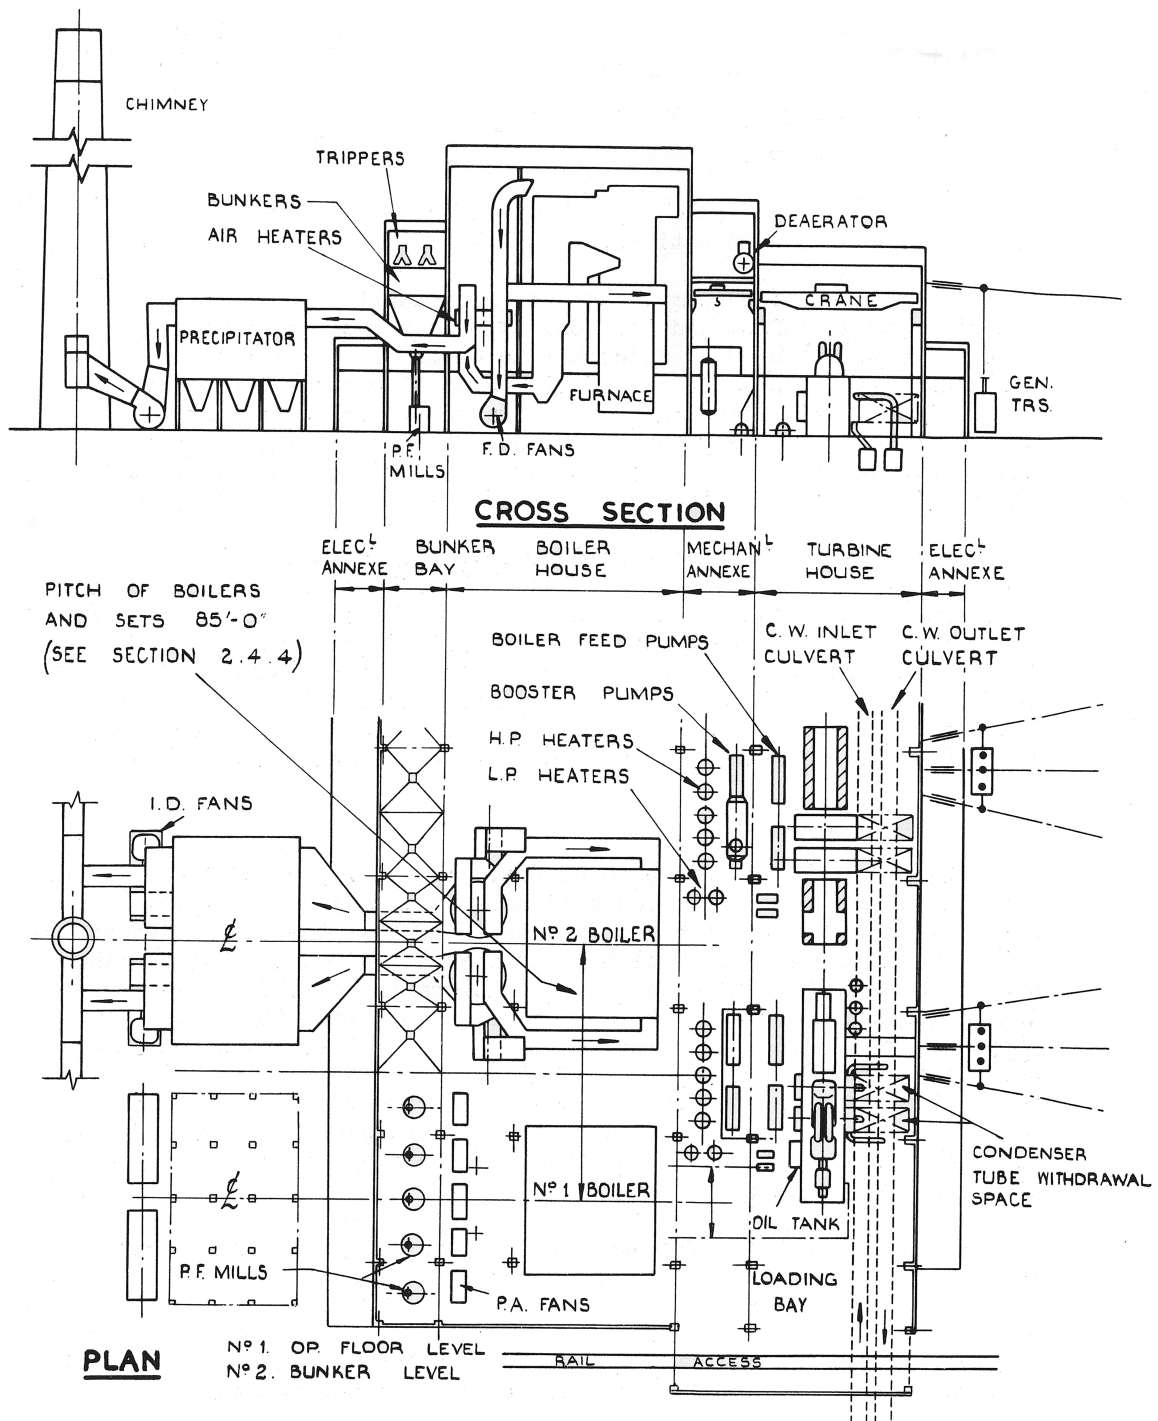 CHIMNEY
TRIPPERS
BUNKERS
AIR HEATERS
DEAERATOR
CRANE
S
PRECIPITATOR
FURNACE
GEN.
TRS.
P.F.
MILLS
F.D. FANS
CROSS SECTION
ELECL
ANNEXE
BUNKER
BAY
BOILER
HOUSE
MECHANL
ANNEXE
TURBINE
HOUSE
ELECL
ANNEXE
PITCH OF BOILERS
AND SETS 85'-0"
(SEE SECTION 2.4.4)
BOILER FEED PUMPS
C.W. INLET
CULVERT
C.W. OUTLET
CULVERT
BOOSTER PUMPS
H.P. HEATERS
L.P. HEATERS
I.D. FANS
℄
Nº 2 BOILER
℄
Nº 1 BOILER
CONDENSER
TUBE WITHDRAWAL
SPACE
OIL TANK
P.F. MILLS
P.A. FANS
LOADING
BAY
PLAN
Nº 1. OP. FLOOR LEVEL
Nº 2. BUNKER LEVEL
RAIL ACCESS